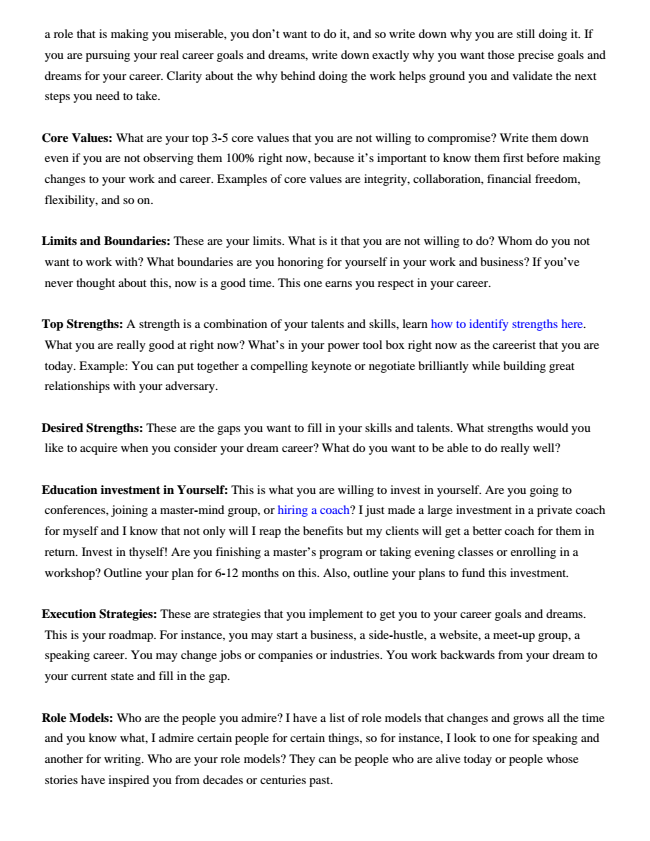 a role that is making you miserable, you don’t want to do it, and so write down why you are still doing it. If
you are pursuing your real career goals and dreams, write down exactly why you want those precise goals and
dreams for your career. Clarity about the why behind doing the work helps ground you and validate the next
steps you need to take.
Core Values: What are your top 3-5 core values that you are not willing to compromise? Write them down
even if you are not observing them 100% right now, because it’s important to know them first before making
changes to your work and career. Examples of core values are integrity, collaboration, financial freedom,
flexibility, and so on.
Limits and Boundaries: These are your limits. What is it that you are not willing to do? Whom do you not
want to work with? What boundaries are you honoring for yourself in your work and business? If you’ve
never thought about this, now is a good time. This one earns you respect in your career.
Top Strengths: A strength is a combination of your talents and skills, learn how to identify strengths here.
What you are really good at right now? What’s in your power tool box right now as the careerist that you are
today. Example: You can put together a compelling keynote or negotiate brilliantly while building great
relationships with your adversary.
Desired Strengths: These are the gaps you want to fill in your skills and talents. What strengths would you
like to acquire when you consider your dream career? What do you want to be able to do really well?
Education investment in Yourself: This is what you are willing to invest in yourself. Are you going to
conferences, joining a master-mind group, or hiring a coach? I just made a large investment in a private coach
for myself and I know that not only will I reap the benefits but my clients will get a better coach for them in
return. Invest in thyself! Are you finishing a master’s program or taking evening classes or enrolling in a
workshop? Outline your plan for 6-12 months on this. Also, outline your plans to fund this investment.
Execution Strategies: These are strategies that you implement to get you to your career goals and dreams.
This is your roadmap. For instance, you may start a business, a side-hustle, a website, a meet-up group, a
speaking career. You may change jobs or companies or industries. You work backwards from your dream to
your current state and fill in the gap.
Role Models: Who are the people you admire? I have a list of role models that changes and grows all the time
and you know what, I admire certain people for certain things, so for instance, I look to one for speaking and
another for writing. Who are your role models? They can be people who are alive today or people whose
stories have inspired you from decades or centuries past.